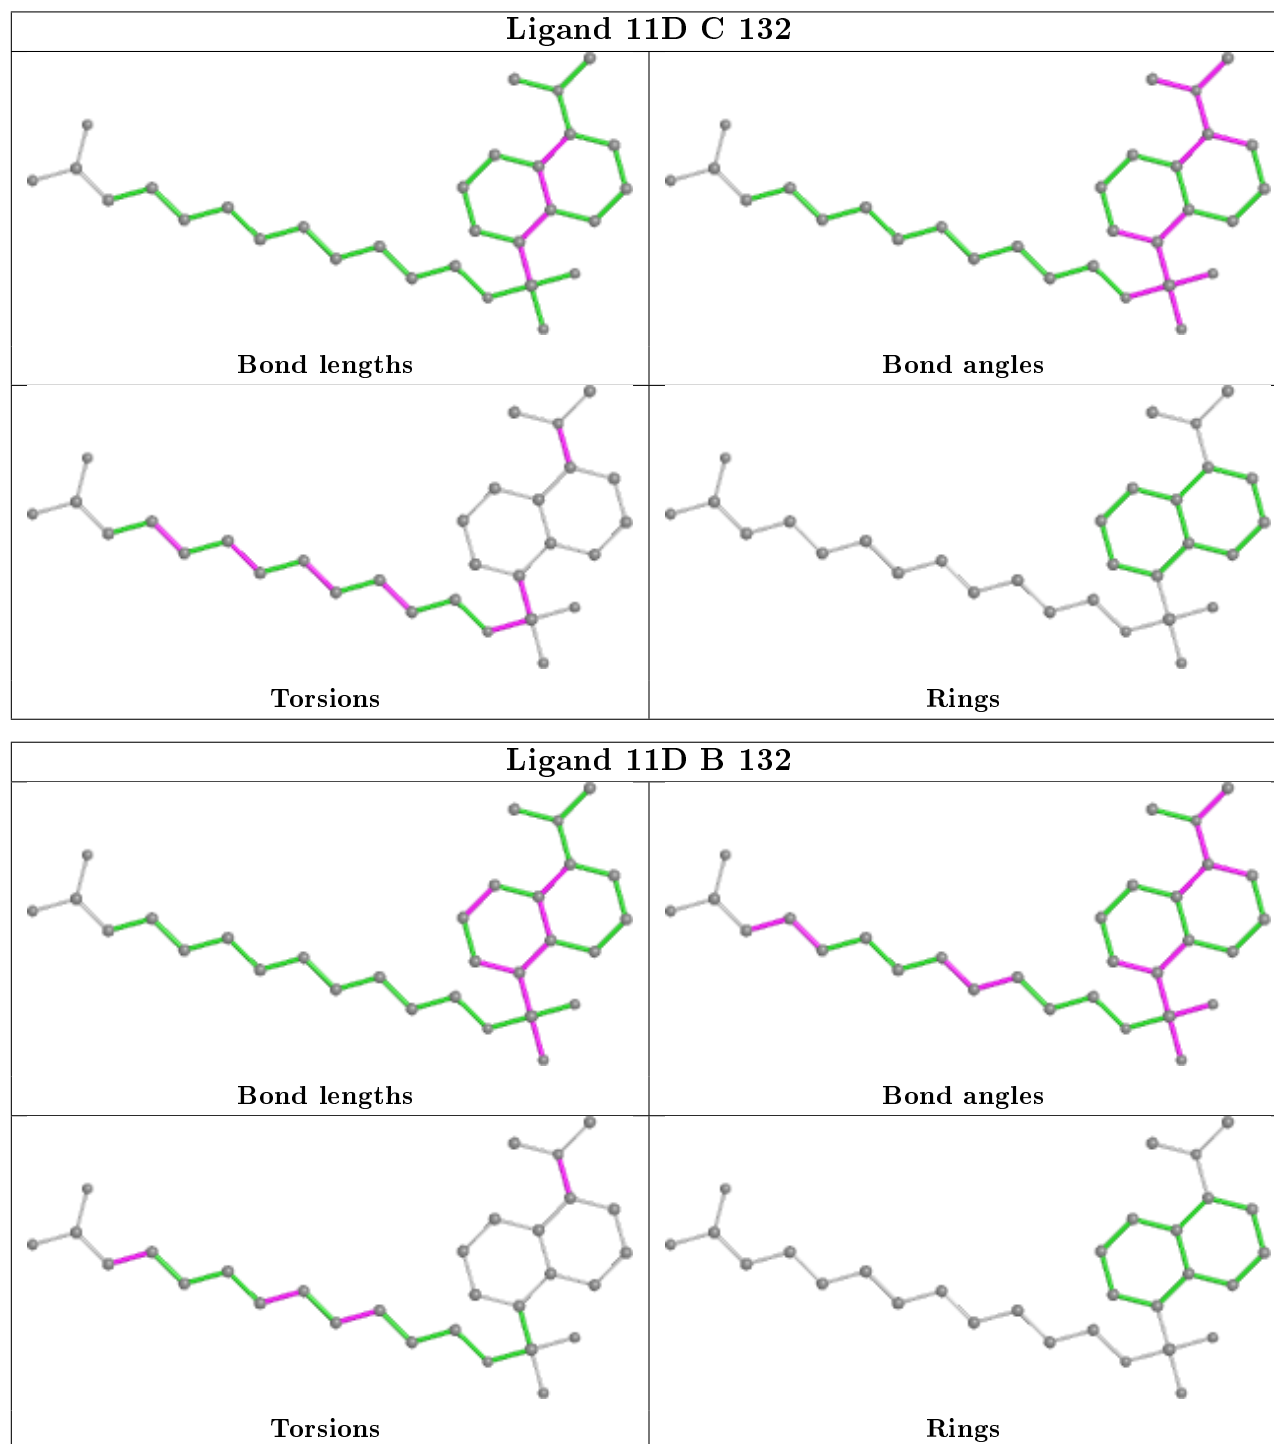 Ligand 11D C 132
Bond lengths
Bond angles
Torsions
Rings
Ligand 11D B 132
Bond lengths
Bond angles
Torsions
Rings